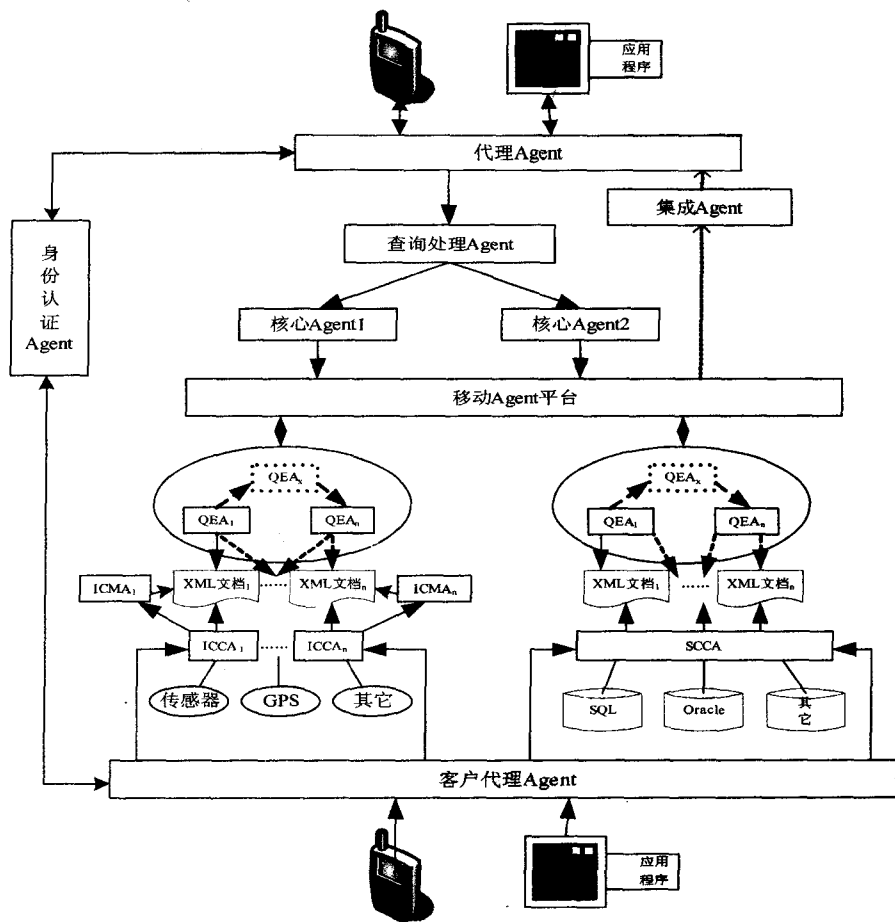 应用
程序
代理Agent
集成Agent
身
份
认
证
Agent
查询处理Agent
核心Agent1
核心Agent2
移动Agent平台
QEAx
QEA1
QEAn
QEAx
QEA1
QEAn
ICMA1
XML文档1
......
XML文档n
ICMAn
XML文档1
......
XML文档n
ICCA1
......
ICCAn
SCCA
传感器
GPS
其它
SQL
Oracle
其
它
客户代理Agent
应用
程序